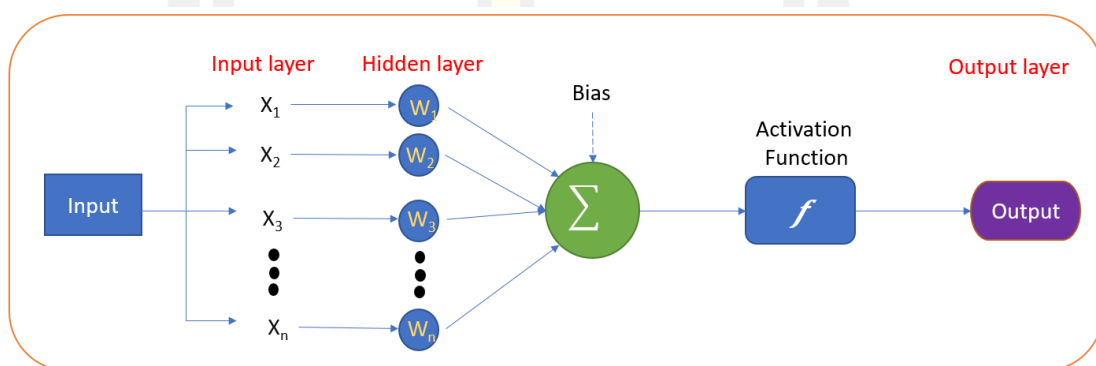 Input layer
Hidden layer
Output layer
Bias
Activation
Function
Input
X1
X2
X3
Xn
W1
W2
W3
Wn
∑
f
Output